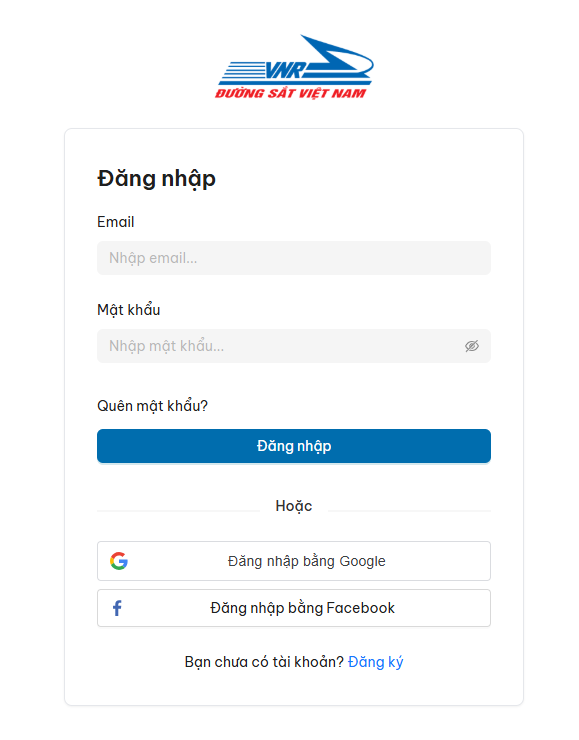 VNR
ĐƯỜNG SẮT VIỆT NAM
Đăng nhập
Email
Nhập email...
Mật khẩu
Nhập mật khẩu...
Quên mật khẩu?
Đăng nhập
Hoặc
Đăng nhập bằng Google
Đăng nhập bằng Facebook
Bạn chưa có tài khoản? Đăng ký